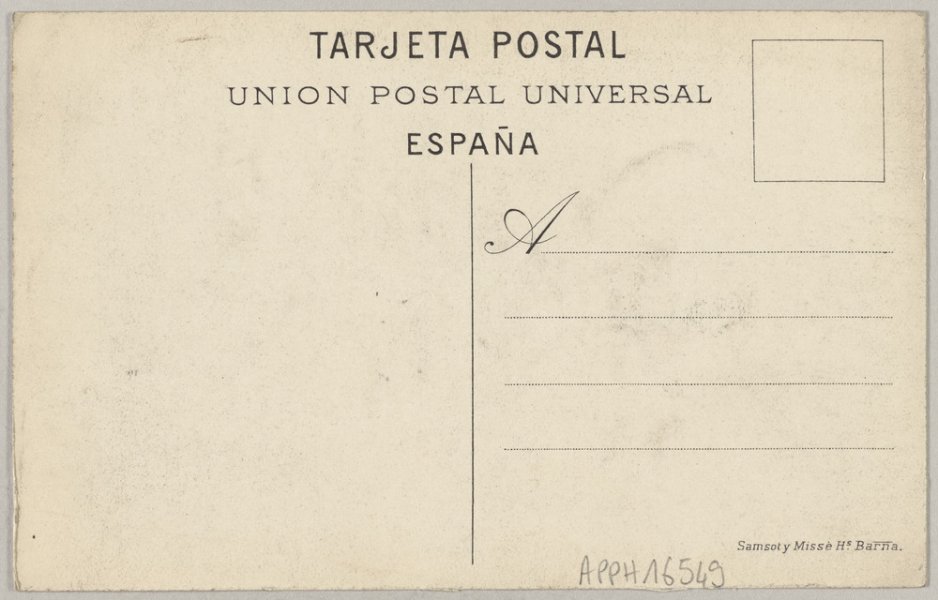 TARJETA POSTAL
UNION POSTAL UNIVERSAL
ESPAÑA
A
Samsot y Missè Hs. Barna.
APPH16549